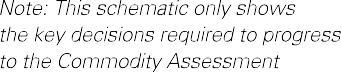 Note: This schematic only shows
the key decisions required to progress
to the Commodity Assessment